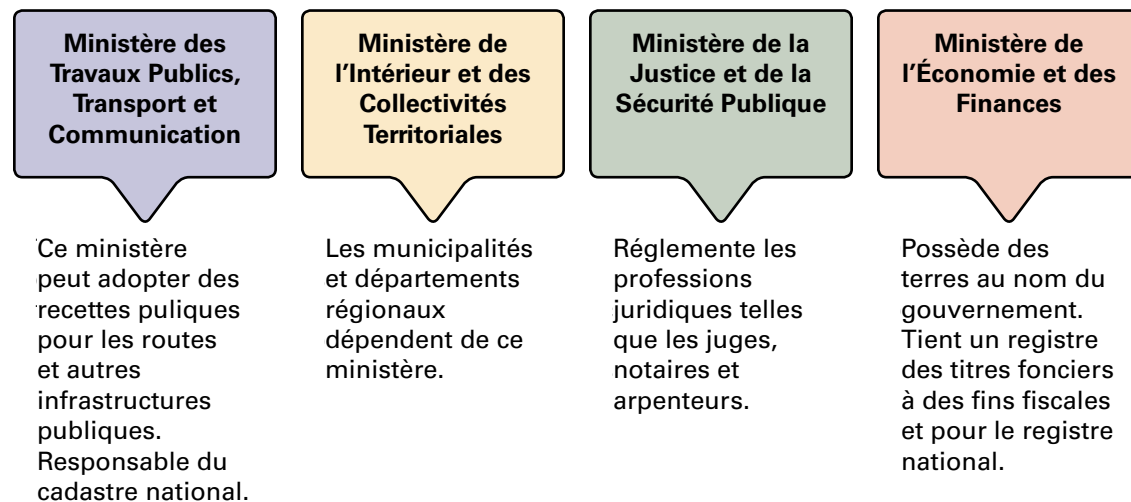 Ministère des
Travaux Publics,
Transport et
Communication
Ce ministère
peut adopter des
recettes puliques
pour les routes
et autres
infrastructures
publiques.
Responsable du
cadastre national.
Ministère de
l’Intérieur et des
Collectivités
Territoriales
Les municipalités
et départements
régionaux
dépendent de ce
ministère.
Ministère de la
Justice et de la
Sécurité Publique
Réglemente les
professions
juridiques telles
que les juges,
notaires et
arpenteurs.
Ministère de
l’Économie et des
Finances
Possède des
terres au nom du
gouvernement.
Tient un registre
des titres fonciers
à des fins fiscales
et pour le registre
national.